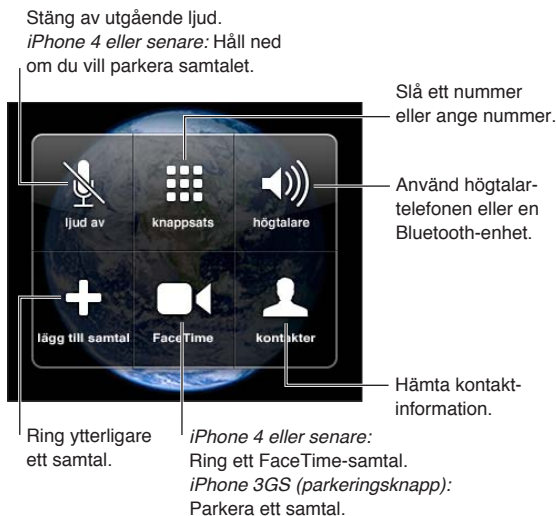 Stäng av utgående ljud.
iPhone 4 eller senare: Håll ned
om du vill parkera samtalet.
Slå ett nummer
eller ange nummer.
Använd högtalar-
telefonen eller en
Bluetooth-enhet.
ljud av
knappsats
högtalare
lägg till samtal
FaceTime
kontakter
Hämta kontakt-
information.
Ring ytterligare
ett samtal.
iPhone 4 eller senare:
Ring ett FaceTime-samtal.
iPhone 3GS (parkeringsknapp):
Parkera ett samtal.